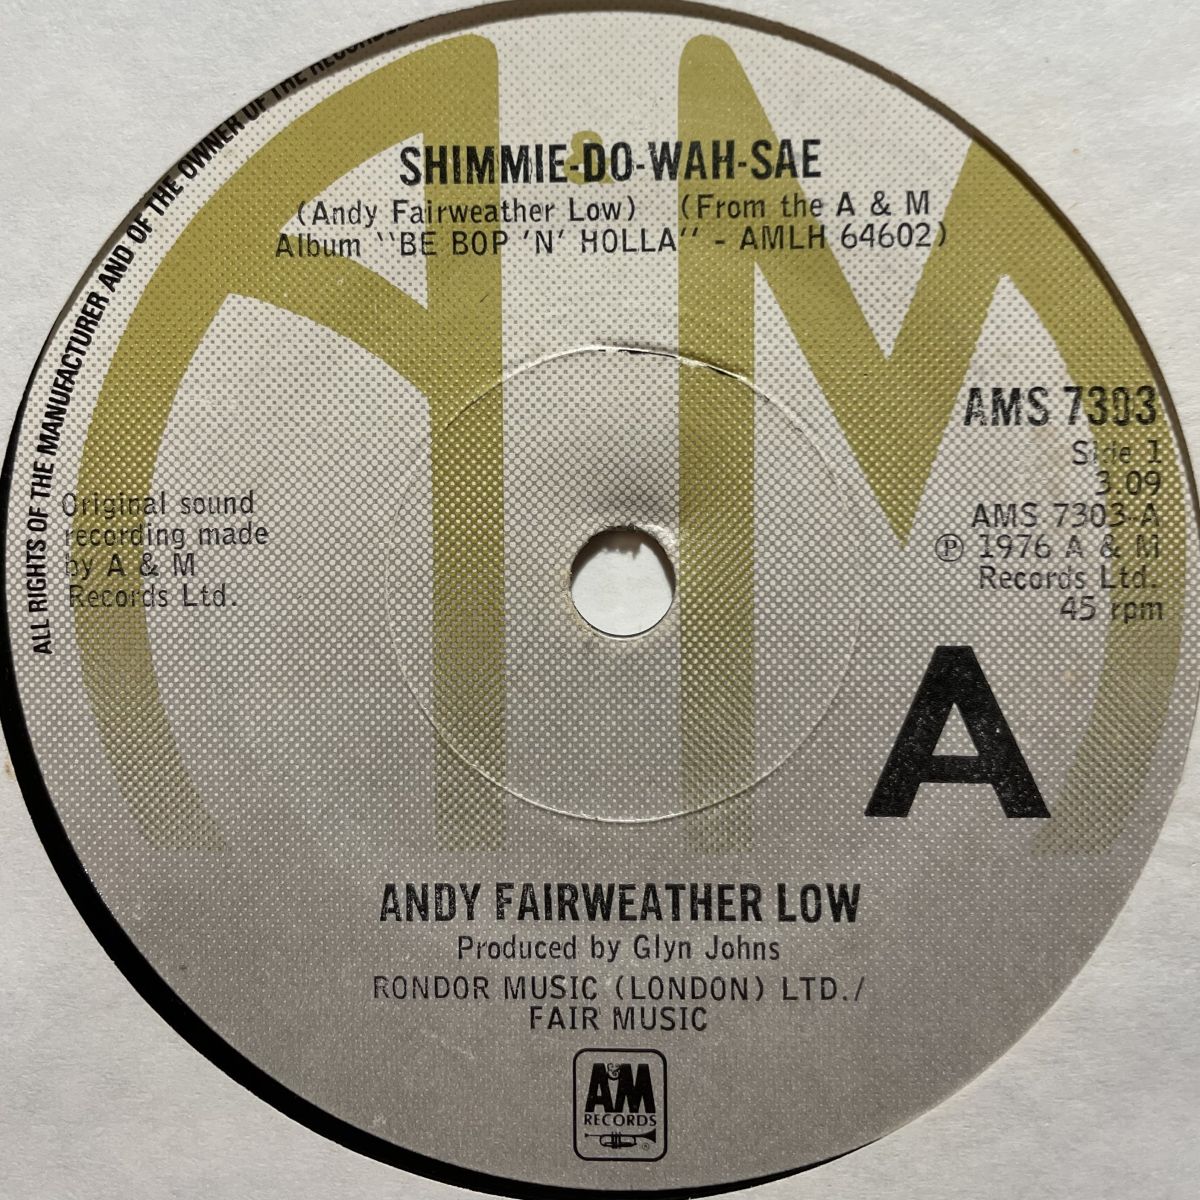 ALL RIGHTS OF THE MANUFACTURER AND OF THE OWNER OF THE RECORDED
&
SHIMMIE-DO-WAH-SAE
(Andy Fairweather Low) (From the A & M
Album "BE BOP 'N' HOLLA" - AMLH 64602)
AMS 7303
Side 1
3.09
AMS 7303-A
Ⓟ 1976 A & M
Records Ltd.
45 rpm
Original sound
recording made
by A & M
Records Ltd.
A
ANDY FAIRWEATHER LOW
Produced by Glyn Johns
RONDOR MUSIC (LONDON) LTD./
FAIR MUSIC
A&M
RECORDS
®